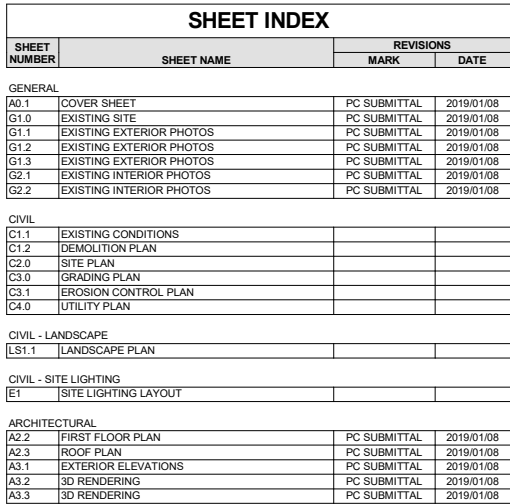 SHEET INDEX
SHEET NUMBER SHEET NAME REVISIONS MARK DATE
GENERAL
A0.1 COVER SHEET PC SUBMITTAL 2019/01/08
G1.0 EXISTING SITE PC SUBMITTAL 2019/01/08
G1.1 EXISTING EXTERIOR PHOTOS PC SUBMITTAL 2019/01/08
G1.2 EXISTING EXTERIOR PHOTOS PC SUBMITTAL 2019/01/08
G1.3 EXISTING EXTERIOR PHOTOS PC SUBMITTAL 2019/01/08
G2.1 EXISTING INTERIOR PHOTOS PC SUBMITTAL 2019/01/08
G2.2 EXISTING INTERIOR PHOTOS PC SUBMITTAL 2019/01/08
CIVIL
C1.1 EXISTING CONDITIONS
C1.2 DEMOLITION PLAN
C2.0 SITE PLAN
C3.0 GRADING PLAN
C3.1 EROSION CONTROL PLAN
C4.0 UTILITY PLAN
CIVIL - LANDSCAPE
LS1.1 LANDSCAPE PLAN
CIVIL - SITE LIGHTING
E1 SITE LIGHTING LAYOUT
ARCHITECTURAL
A2.2 FIRST FLOOR PLAN PC SUBMITTAL 2019/01/08
A2.3 ROOF PLAN PC SUBMITTAL 2019/01/08
A3.1 EXTERIOR ELEVATIONS PC SUBMITTAL 2019/01/08
A3.2 3D RENDERING PC SUBMITTAL 2019/01/08
A3.3 3D RENDERING PC SUBMITTAL 2019/01/08